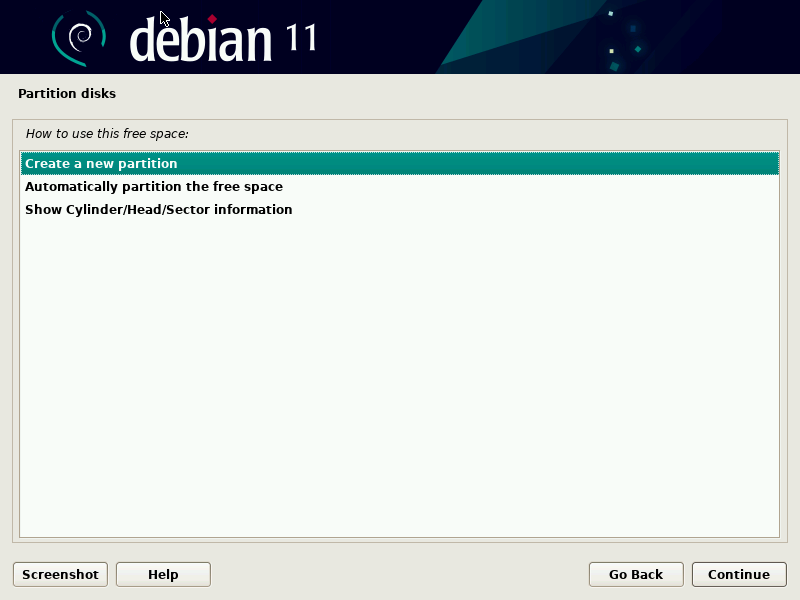 debian 11
Partition disks
How to use this free space:
Create a new partition
Automatically partition the free space
Show Cylinder/Head/Sector information
Screenshot Help Go Back Continue